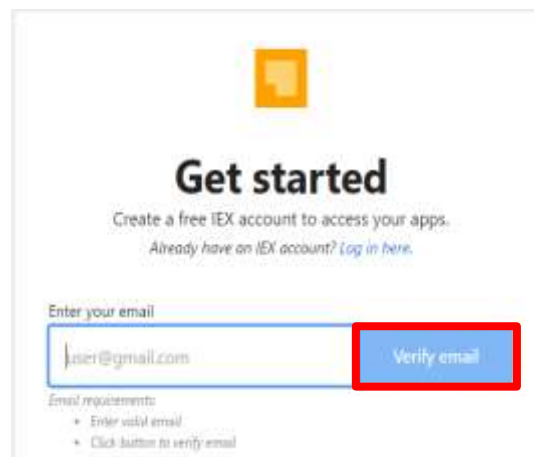 Get started
Create a free IEX account to access your apps.
Already have an IEX account? Log in here.
Enter your email
user@gmail.com Verify email
Email requirements:
Enter valid email
Click button to verify email